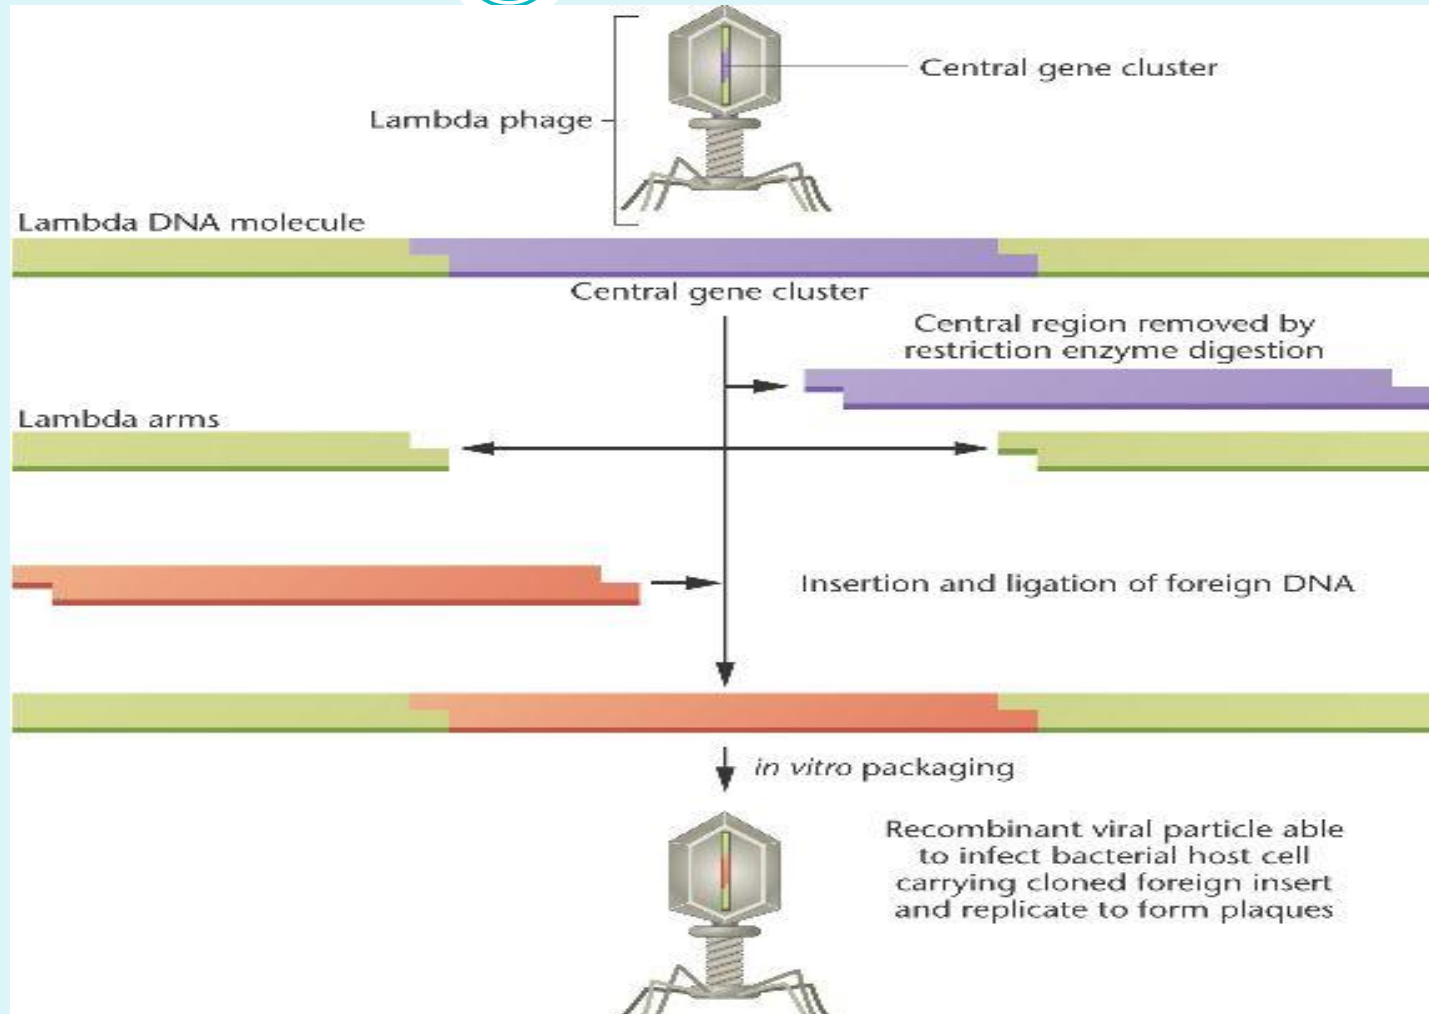 Central gene cluster
Lambda phage
Lambda DNA molecule
Central gene cluster
Central region removed by
restriction enzyme digestion
Lambda arms
Insertion and ligation of foreign DNA
in vitro packaging
Recombinant viral particle able
to infect bacterial host cell
carrying cloned foreign insert
and replicate to form plaques